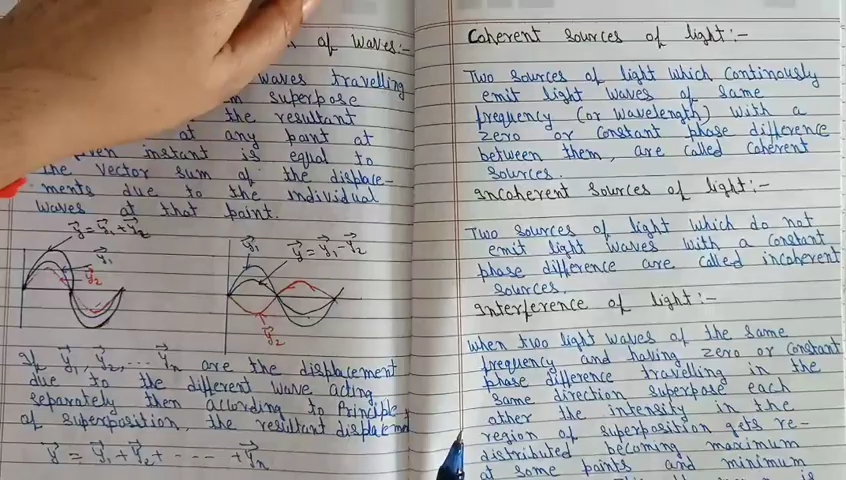 of waves:-
waves travelling
superpose
the resultant
at any point at
given instant is equal to
the vector sum of the displace-
ments due to the individual
waves at that point.
y⃗ = y⃗₁ + y⃗₂
y⃗₁
y⃗₂
y⃗₁
y⃗ = y⃗₁ - y⃗₂
y⃗₂
If y⃗₁, y⃗₂, ... y⃗n are the displacement
due to the different wave acting
separately then according to Principle
of superposition, the resultant displacement
y⃗ = y⃗₁ + y⃗₂ + - - - - + y⃗n
Coherent sources of light:-
Two sources of light which continously
emit light waves of same
frequency (or wavelength) with a
zero or constant phase difference
between them, are called coherent
sources.
Incoherent sources of light:-
Two sources of light which do not
emit light waves with a constant
phase difference are called incoherent
sources.
Interference of light:-
When two light waves of the same
frequency and having zero or constant
phase difference travelling in the
same direction superpose each
other the intensity in the
region of superposition gets re-
distributed becoming maximum
at some points and minimum